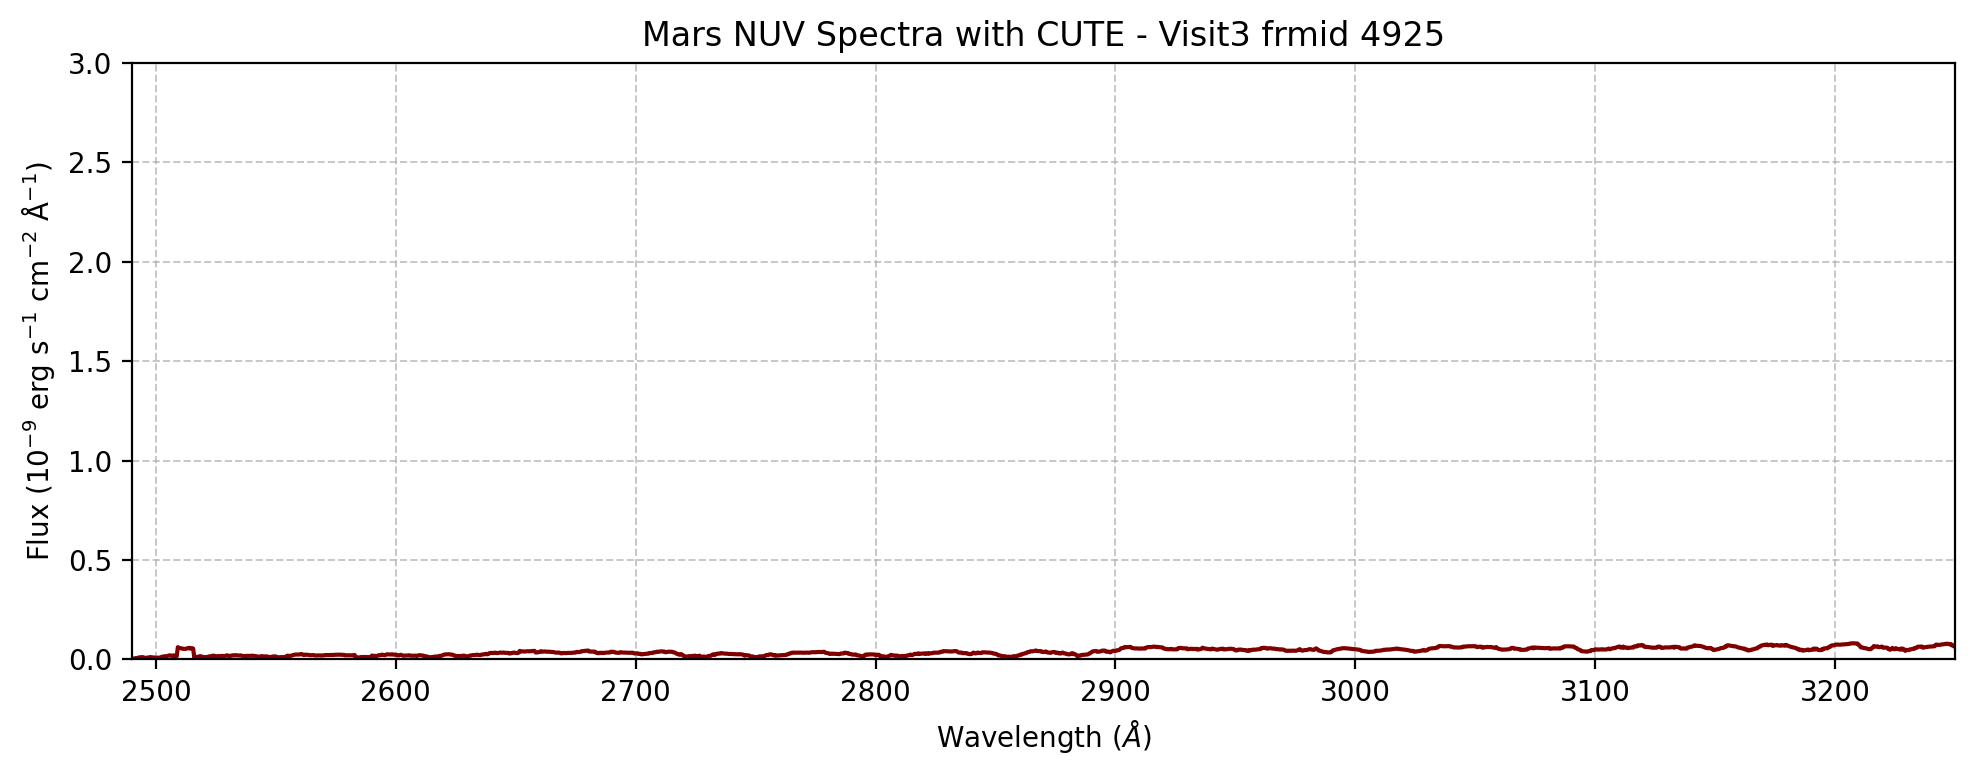 Mars NUV Spectra with CUTE - Visit3 frmid 4925
3.0
2.5
2.0
1.5
1.0
0.5
0.0
Flux (10⁻⁹ erg s⁻¹ cm⁻² Å⁻¹)
2500 2600 2700 2800 2900 3000 3100 3200
Wavelength (Å)